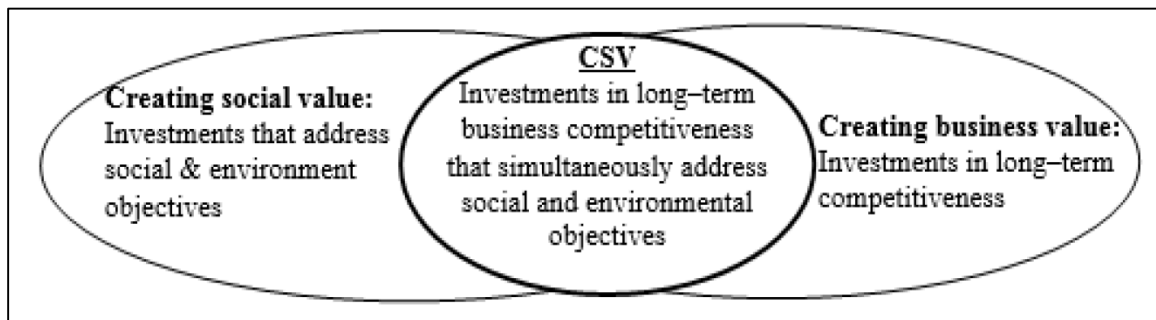 Creating social value:
Investments that address
social & environment
objectives
CSV
Investments in long–term
business competitiveness
that simultaneously address
social and environmental
objectives
Creating business value:
Investments in long–term
competitiveness